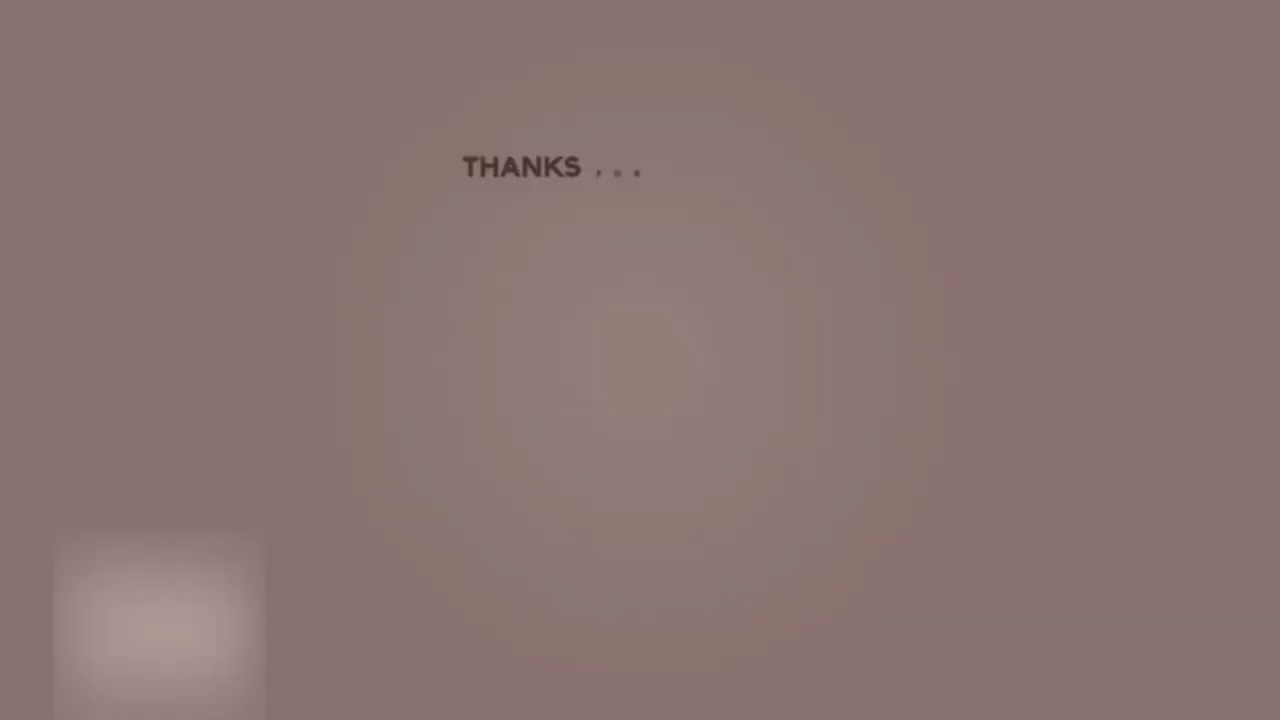 THANKS . . .